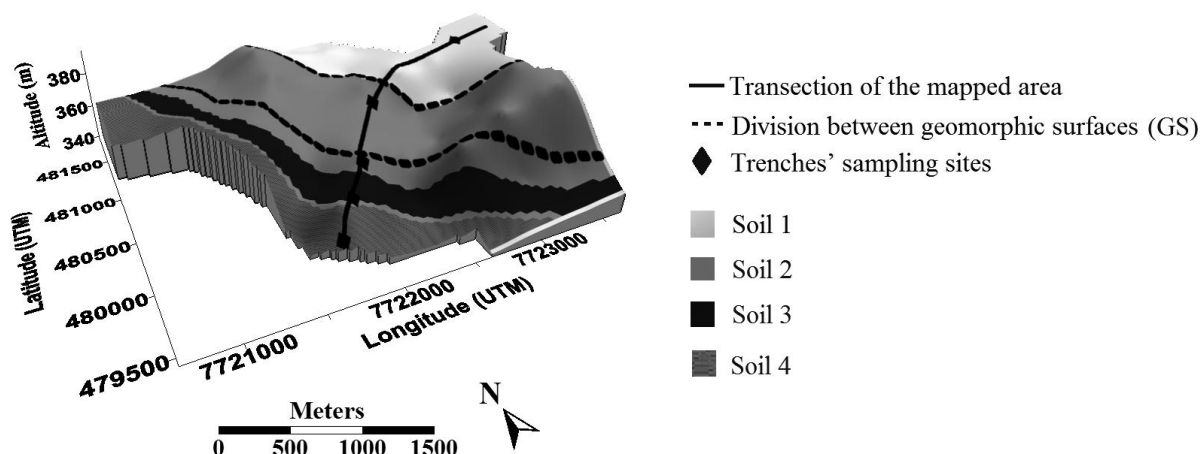 380
360
340
Altitude (m)
481500
481000
480500
480000
479500
Latitude (UTM)
7721000
7722000
7723000
Longitude (UTM)
Meters
0 500 1000 1500
N
Transection of the mapped area
Division between geomorphic surfaces (GS)
Trenches’ sampling sites
Soil 1
Soil 2
Soil 3
Soil 4